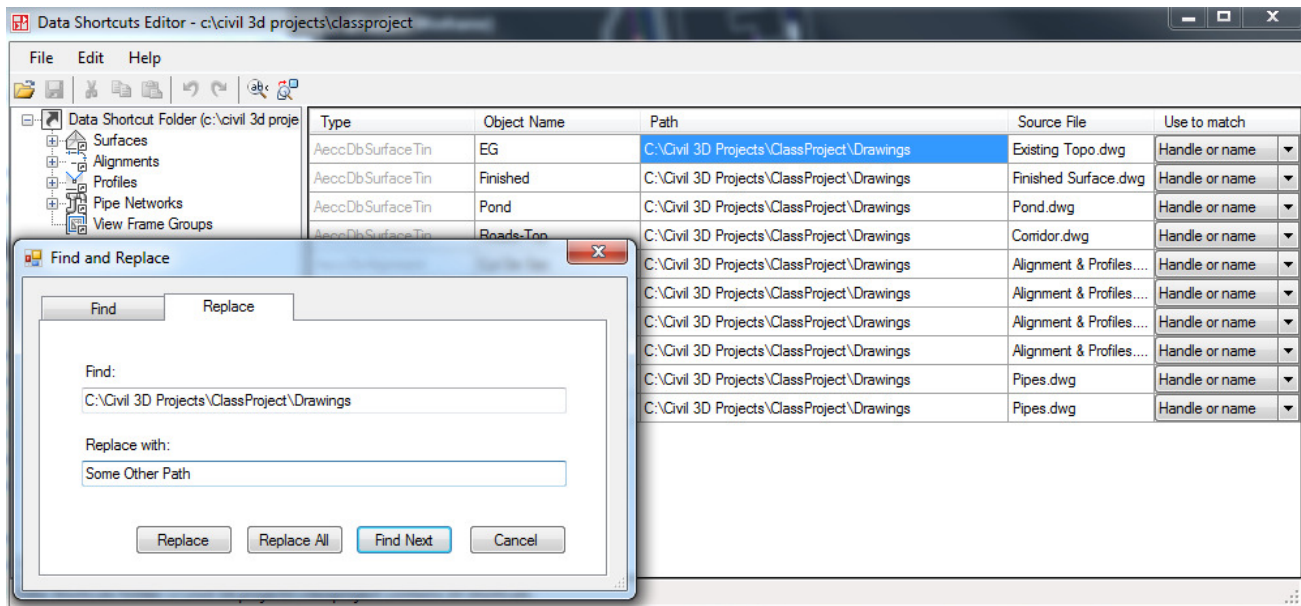 Data Shortcuts Editor - c:\civil 3d projects\classproject
File Edit Help
Data Shortcut Folder (c:\civil 3d proje
Surfaces
Alignments
Profiles
Pipe Networks
View Frame Groups
Type Object Name Path Source File Use to match
AeccDbSurfaceTin EG C:\Civil 3D Projects\ClassProject\Drawings Existing Topo.dwg Handle or name
AeccDbSurfaceTin Finished C:\Civil 3D Projects\ClassProject\Drawings Finished Surface.dwg Handle or name
AeccDbSurfaceTin Pond C:\Civil 3D Projects\ClassProject\Drawings Pond.dwg Handle or name
AeccDbSurfaceTin Roads-Top C:\Civil 3D Projects\ClassProject\Drawings Corridor.dwg Handle or name
C:\Civil 3D Projects\ClassProject\Drawings Alignment & Profiles.... Handle or name
C:\Civil 3D Projects\ClassProject\Drawings Alignment & Profiles.... Handle or name
C:\Civil 3D Projects\ClassProject\Drawings Alignment & Profiles.... Handle or name
C:\Civil 3D Projects\ClassProject\Drawings Alignment & Profiles.... Handle or name
C:\Civil 3D Projects\ClassProject\Drawings Pipes.dwg Handle or name
C:\Civil 3D Projects\ClassProject\Drawings Pipes.dwg Handle or name
Find and Replace
Find Replace
Find:
C:\Civil 3D Projects\ClassProject\Drawings
Replace with:
Some Other Path
Replace Replace All Find Next Cancel